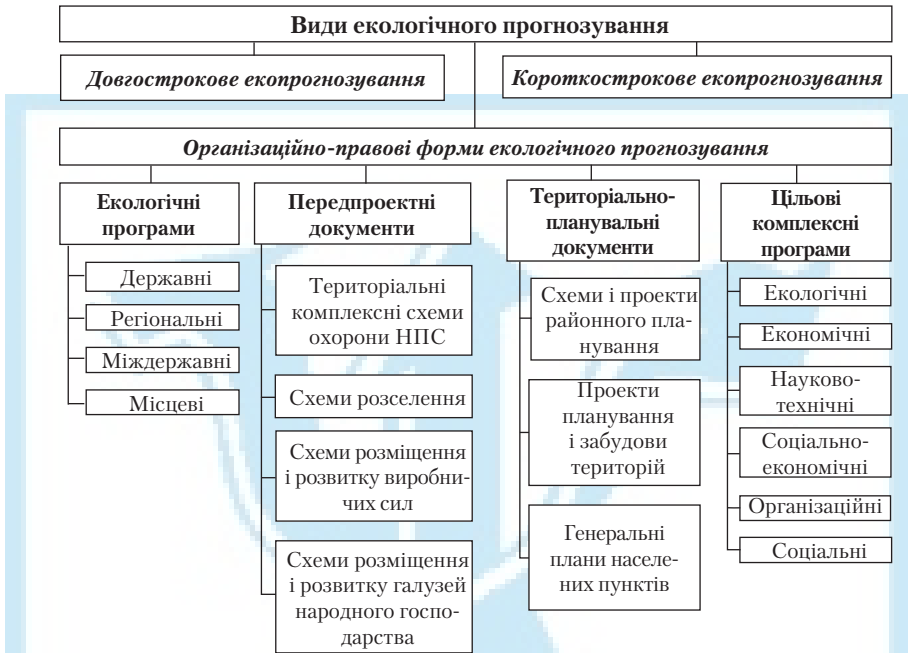 Види екологічного прогнозування
Довгострокове екопрогнозування
Короткострокове екопрогнозування
Організаційно-правові форми екологічного прогнозування
Екологічні
програми
Державні
Регіональні
Міждержавні
Місцеві
Передпроектні
документи
Територіальні
комплексні схеми
охорони НПС
Схеми розселення
Схеми розміщення
і розвитку виробни-
чих сил
Схеми розміщення
і розвитку галузей
народного госпо-
дарства
Територіально-
планувальні
документи
Схеми і проекти
районного пла-
нування
Проекти
планування
і забудови
територій
Генеральні
плани населе-
них пунктів
Цільові
комплексні
програми
Екологічні
Економічні
Науково-
технічні
Соціально-
економічні
Організаційні
Соціальні